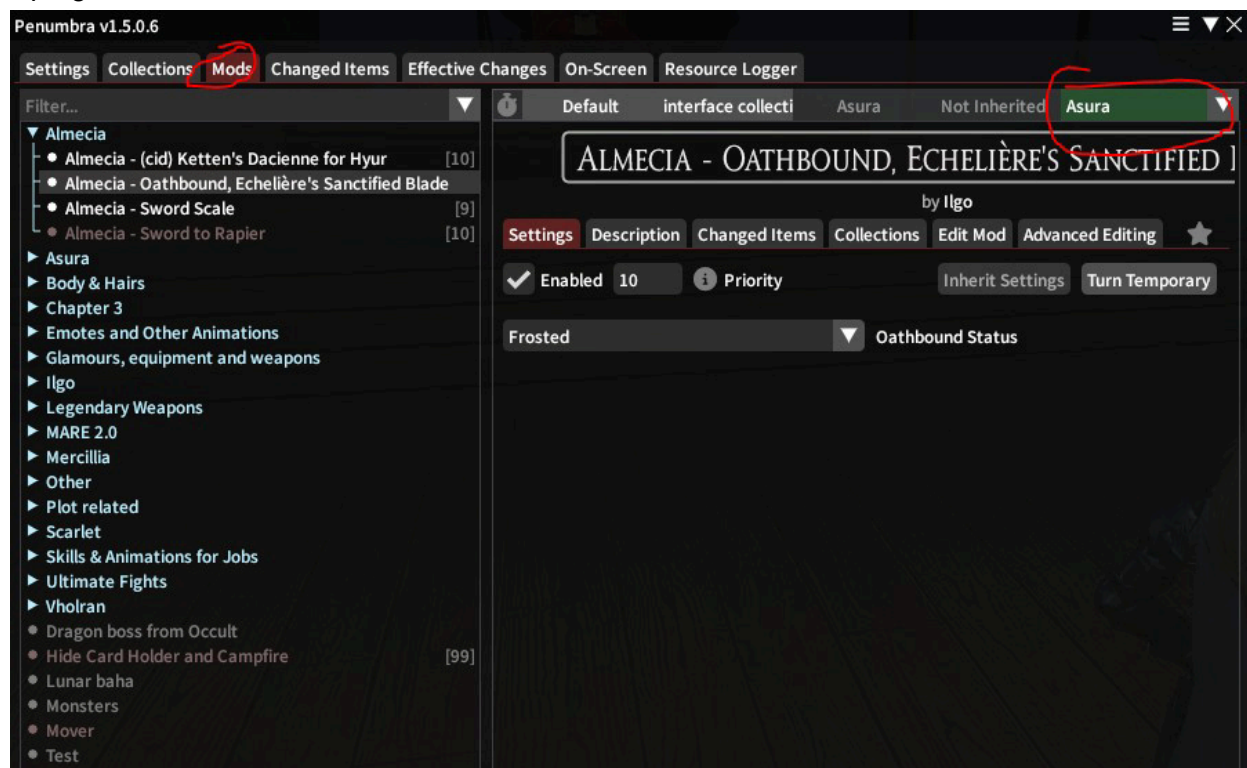 Penumbra v1.5.0.6
Settings Collections Mods Changed Items Effective Changes On-Screen Resource Logger
Filter...
Almecia
Almecia - (cid) Ketten's Dacienne for Hyur [10]
Almecia - Oathbound, Echelière's Sanctified Blade
Almecia - Sword Scale [9]
Almecia - Sword to Rapier [10]
Asura
Body & Hairs
Chapter 3
Emotes and Other Animations
Glamours, equipment and weapons
Ilgo
Legendary Weapons
MARE 2.0
Mercillia
Other
Plot related
Scarlet
Skills & Animations for Jobs
Ultimate Fights
Vholran
Dragon boss from Occult
Hide Card Holder and Campfire [99]
Lunar baha
Monsters
Mover
Test
Default interface collecti Asura Not Inherited Asura
ALMECIA - OATHBOUND, ECHELIÈRE'S SANCTIFIED
by Ilgo
Settings Description Changed Items Collections Edit Mod Advanced Editing
Enabled 10 Priority Inherit Settings Turn Temporary
Frosted Oathbound Status